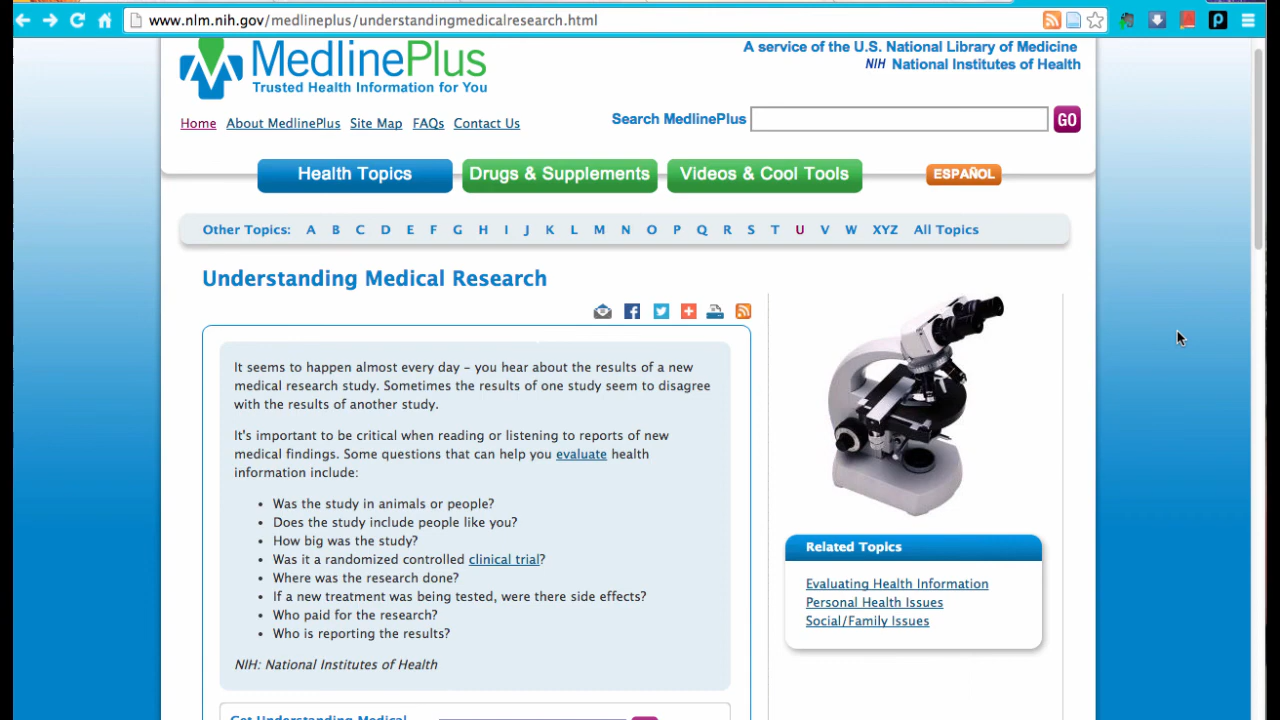 www.nlm.nih.gov/medlineplus/understandingmedicalresearch.html
MedlinePlus
Trusted Health Information for You
A service of the U.S. National Library of Medicine
NIH National Institutes of Health
Home About MedlinePlus Site Map FAQs Contact Us
Search MedlinePlus GO
Health Topics Drugs & Supplements Videos & Cool Tools ESPAÑOL
Other Topics: A B C D E F G H I J K L M N O P Q R S T U V W XYZ All Topics
Understanding Medical Research
It seems to happen almost every day – you hear about the results of a new
medical research study. Sometimes the results of one study seem to disagree
with the results of another study.
It's important to be critical when reading or listening to reports of new
medical findings. Some questions that can help you evaluate health
information include:
• Was the study in animals or people?
• Does the study include people like you?
• How big was the study?
• Was it a randomized controlled clinical trial?
• Where was the research done?
• If a new treatment was being tested, were there side effects?
• Who paid for the research?
• Who is reporting the results?
NIH: National Institutes of Health
Related Topics
Evaluating Health Information
Personal Health Issues
Social/Family Issues
Get Understanding Medical